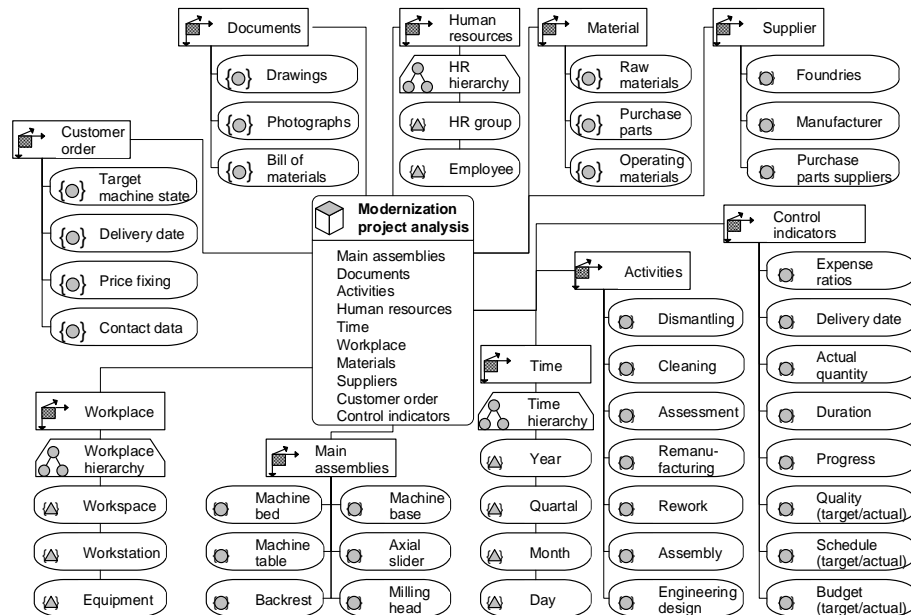 Documents
Drawings
Photographs
Bill of
materials
Human
resources
HR
hierarchy
HR group
Employee
Material
Raw
materials
Purchase
parts
Operating
materials
Supplier
Foundries
Manufacturer
Purchase
parts suppliers
Customer
order
Target
machine state
Delivery date
Price fixing
Contact data
Modernization
project analysis
Main assemblies
Documents
Activities
Human resources
Time
Workplace
Materials
Suppliers
Customer order
Control indicators
Control
indicators
Expense
ratios
Delivery date
Actual
quantity
Duration
Progress
Quality
(target/actual)
Schedule
(target/actual)
Budget
(target/actual)
Activities
Dismantling
Cleaning
Assessment
Remanu-
facturing
Rework
Assembly
Engineering
design
Time
Time
hierarchy
Year
Quartal
Month
Day
Workplace
Workplace
hierarchy
Workspace
Workstation
Equipment
Main
assemblies
Machine
bed
Machine
base
Machine
table
Axial
slider
Backrest
Milling
head